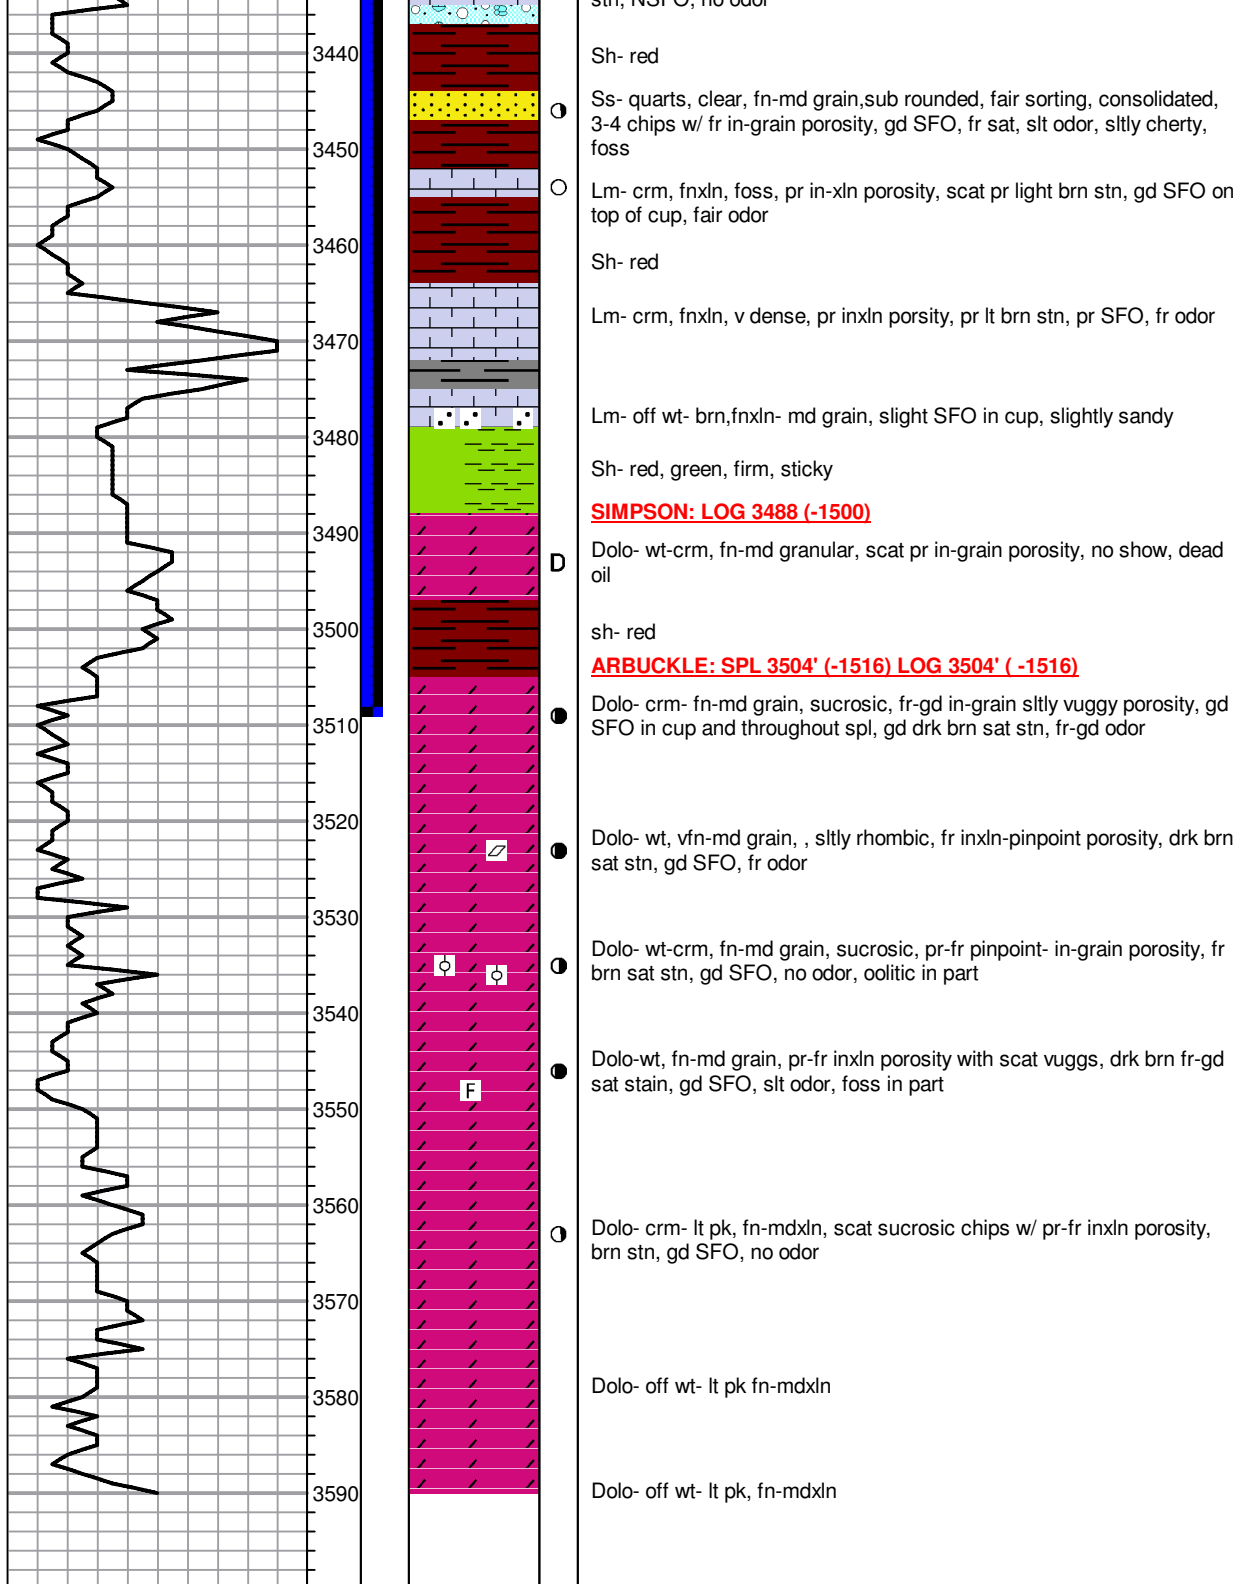 stn, NSFO, no odor
3440
Sh- red
Ss- quarts, clear, fn-md grain,sub rounded, fair sorting, consolidated,
3-4 chips w/ fr in-grain porosity, gd SFO, fr sat, slt odor, sltly cherty,
foss
3450
Lm- crm, fnxln, foss, pr in-xln porosity, scat pr light brn stn, gd SFO on
top of cup, fair odor
3460
Sh- red
Lm- crm, fnxln, v dense, pr inxln porsity, pr lt brn stn, pr SFO, fr odor
3470
Lm- off wt- brn,fnxln- md grain, slight SFO in cup, slightly sandy
3480
Sh- red, green, firm, sticky
SIMPSON: LOG 3488 (-1500)
3490
Dolo- wt-crm, fn-md granular, scat pr in-grain porosity, no show, dead
oil
D
3500
sh- red
ARBUCKLE: SPL 3504' (-1516) LOG 3504' ( -1516)
Dolo- crm- fn-md grain, sucrosic, fr-gd in-grain sltly vuggy porosity, gd
SFO in cup and throughout spl, gd drk brn sat stn, fr-gd odor
3510
3520
Dolo- wt, vfn-md grain, , sltly rhombic, fr inxln-pinpoint porosity, drk brn
sat stn, gd SFO, fr odor
3530
Dolo- wt-crm, fn-md grain, sucrosic, pr-fr pinpoint- in-grain porosity, fr
brn sat stn, gd SFO, no odor, oolitic in part
3540
Dolo-wt, fn-md grain, pr-fr inxln porosity with scat vuggs, drk brn fr-gd
sat stain, gd SFO, slt odor, foss in part
F
3550
3560
Dolo- crm- lt pk, fn-mdxln, scat sucrosic chips w/ pr-fr inxln porosity,
brn stn, gd SFO, no odor
3570
Dolo- off wt- lt pk fn-mdxln
3580
3590
Dolo- off wt- lt pk, fn-mdxln